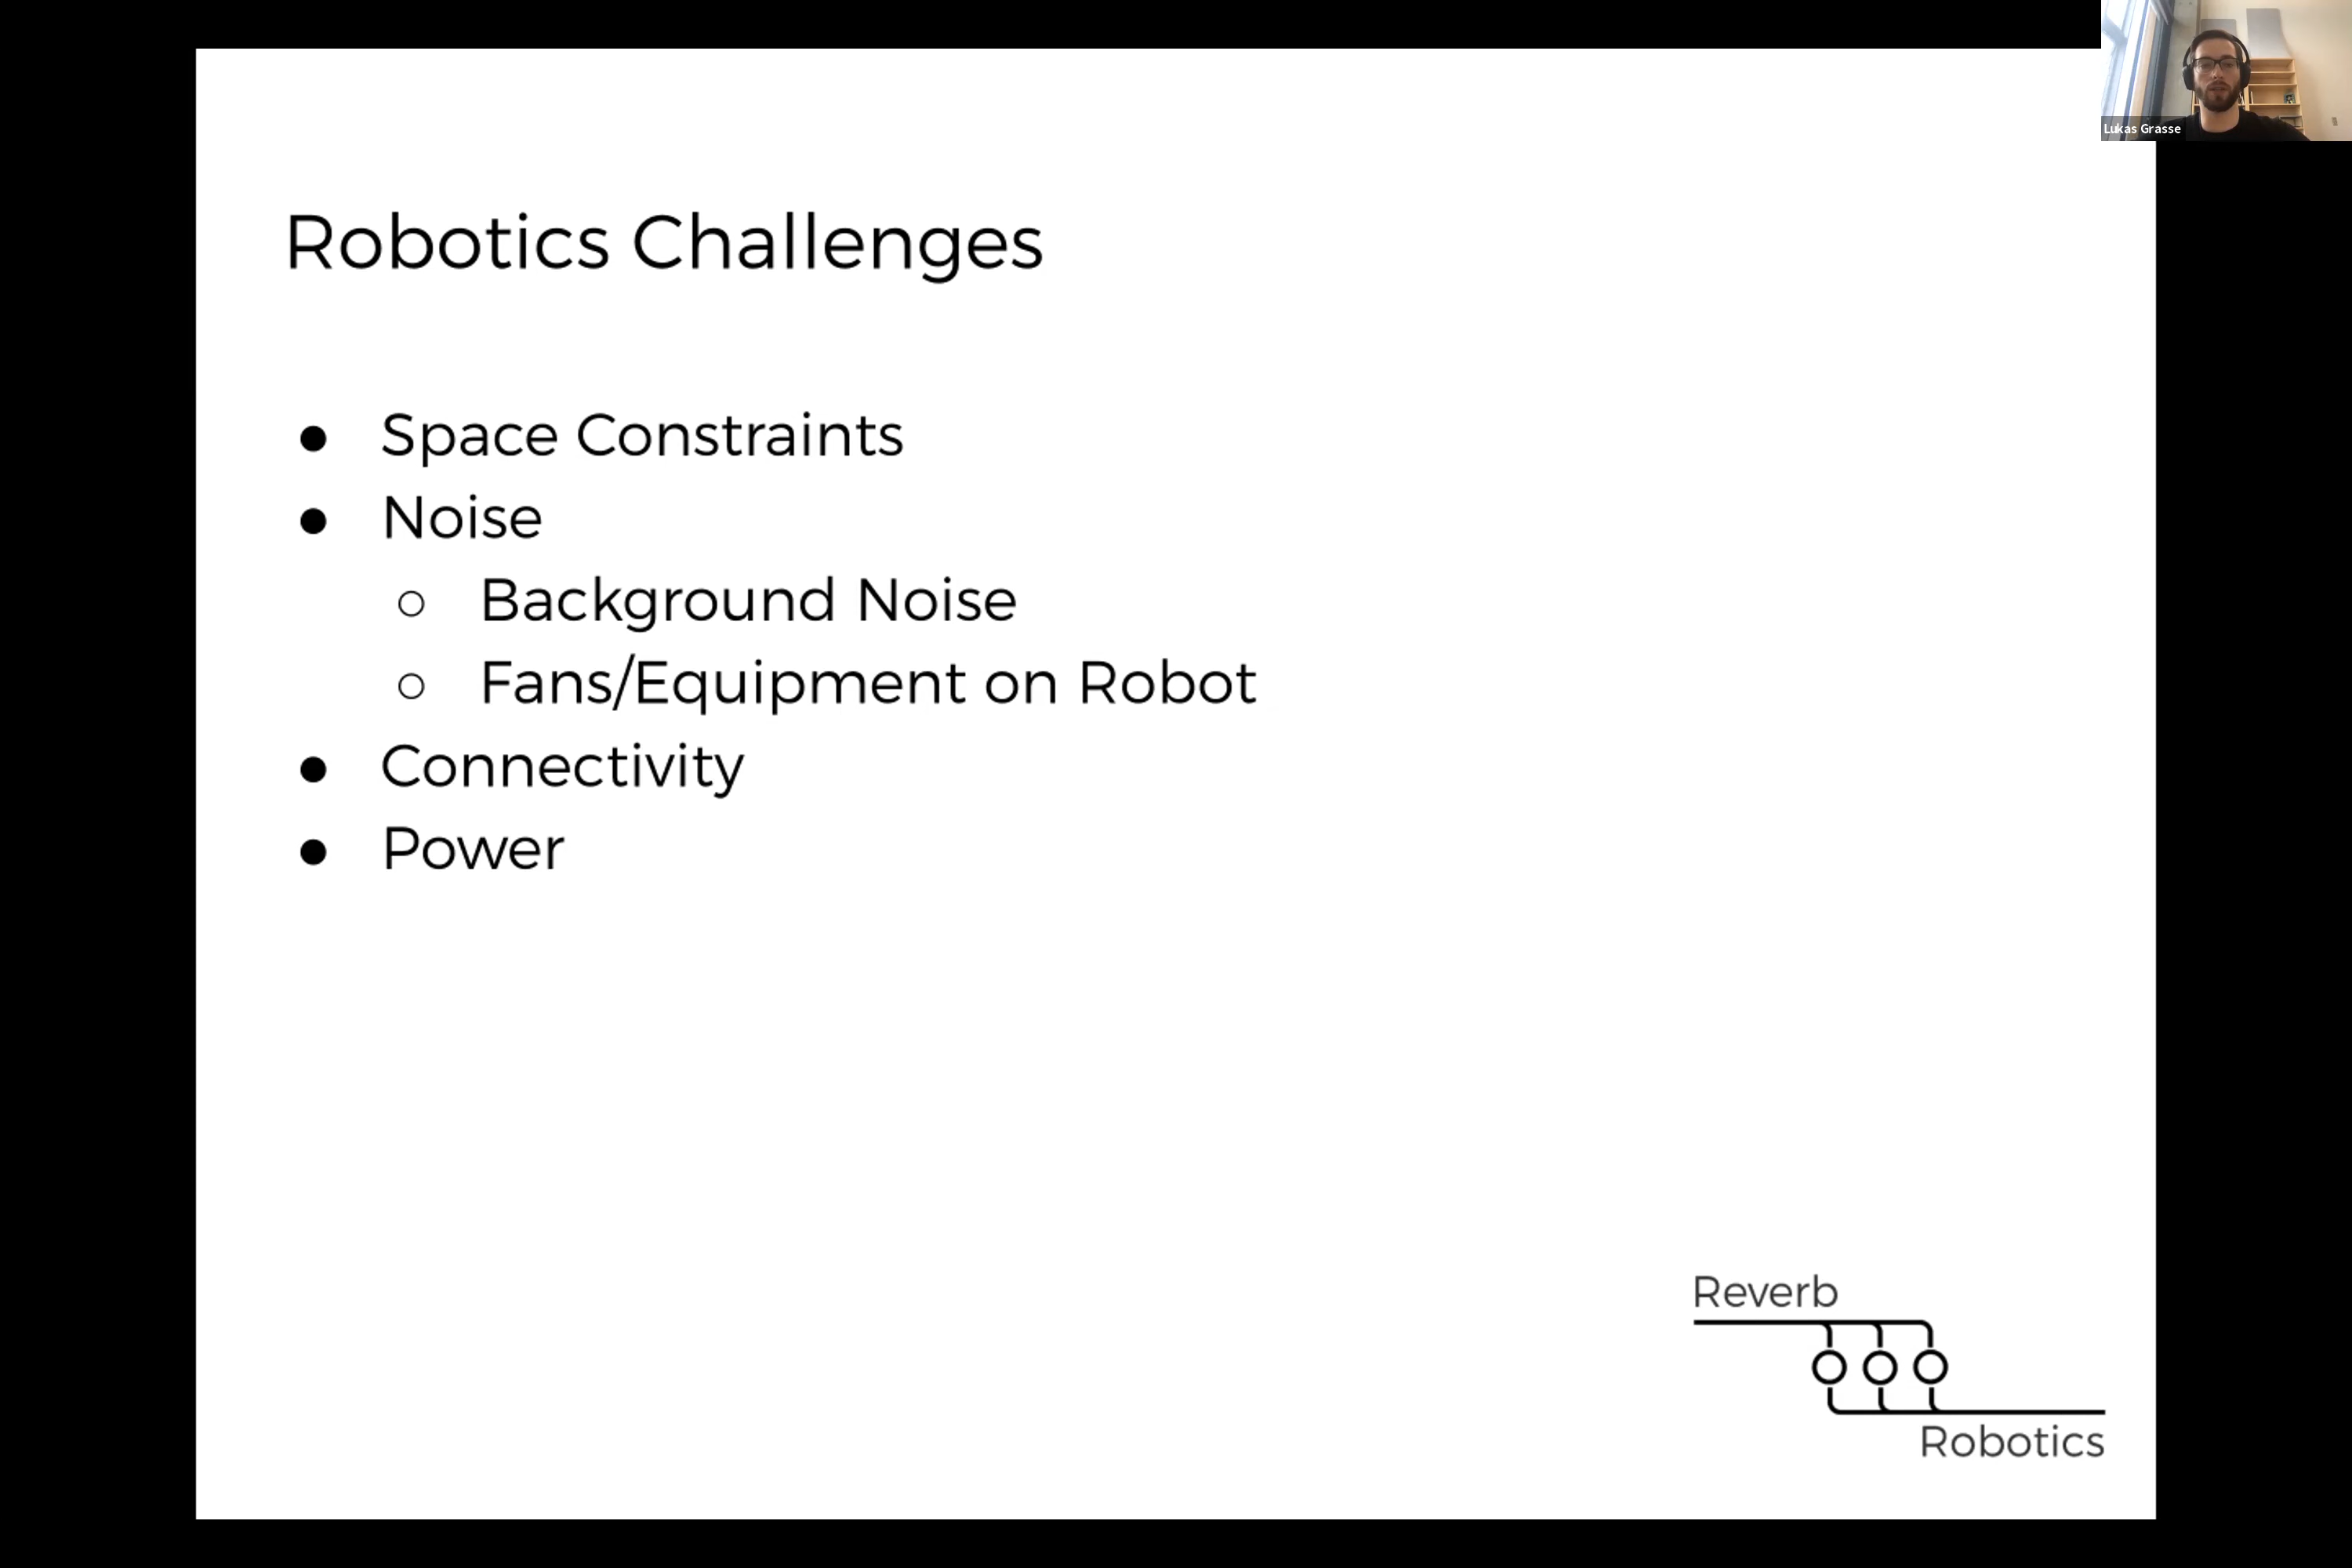 Lukas Grasse
Robotics Challenges
● Space Constraints
● Noise
○ Background Noise
○ Fans/Equipment on Robot
● Connectivity
● Power
Reverb
Robotics